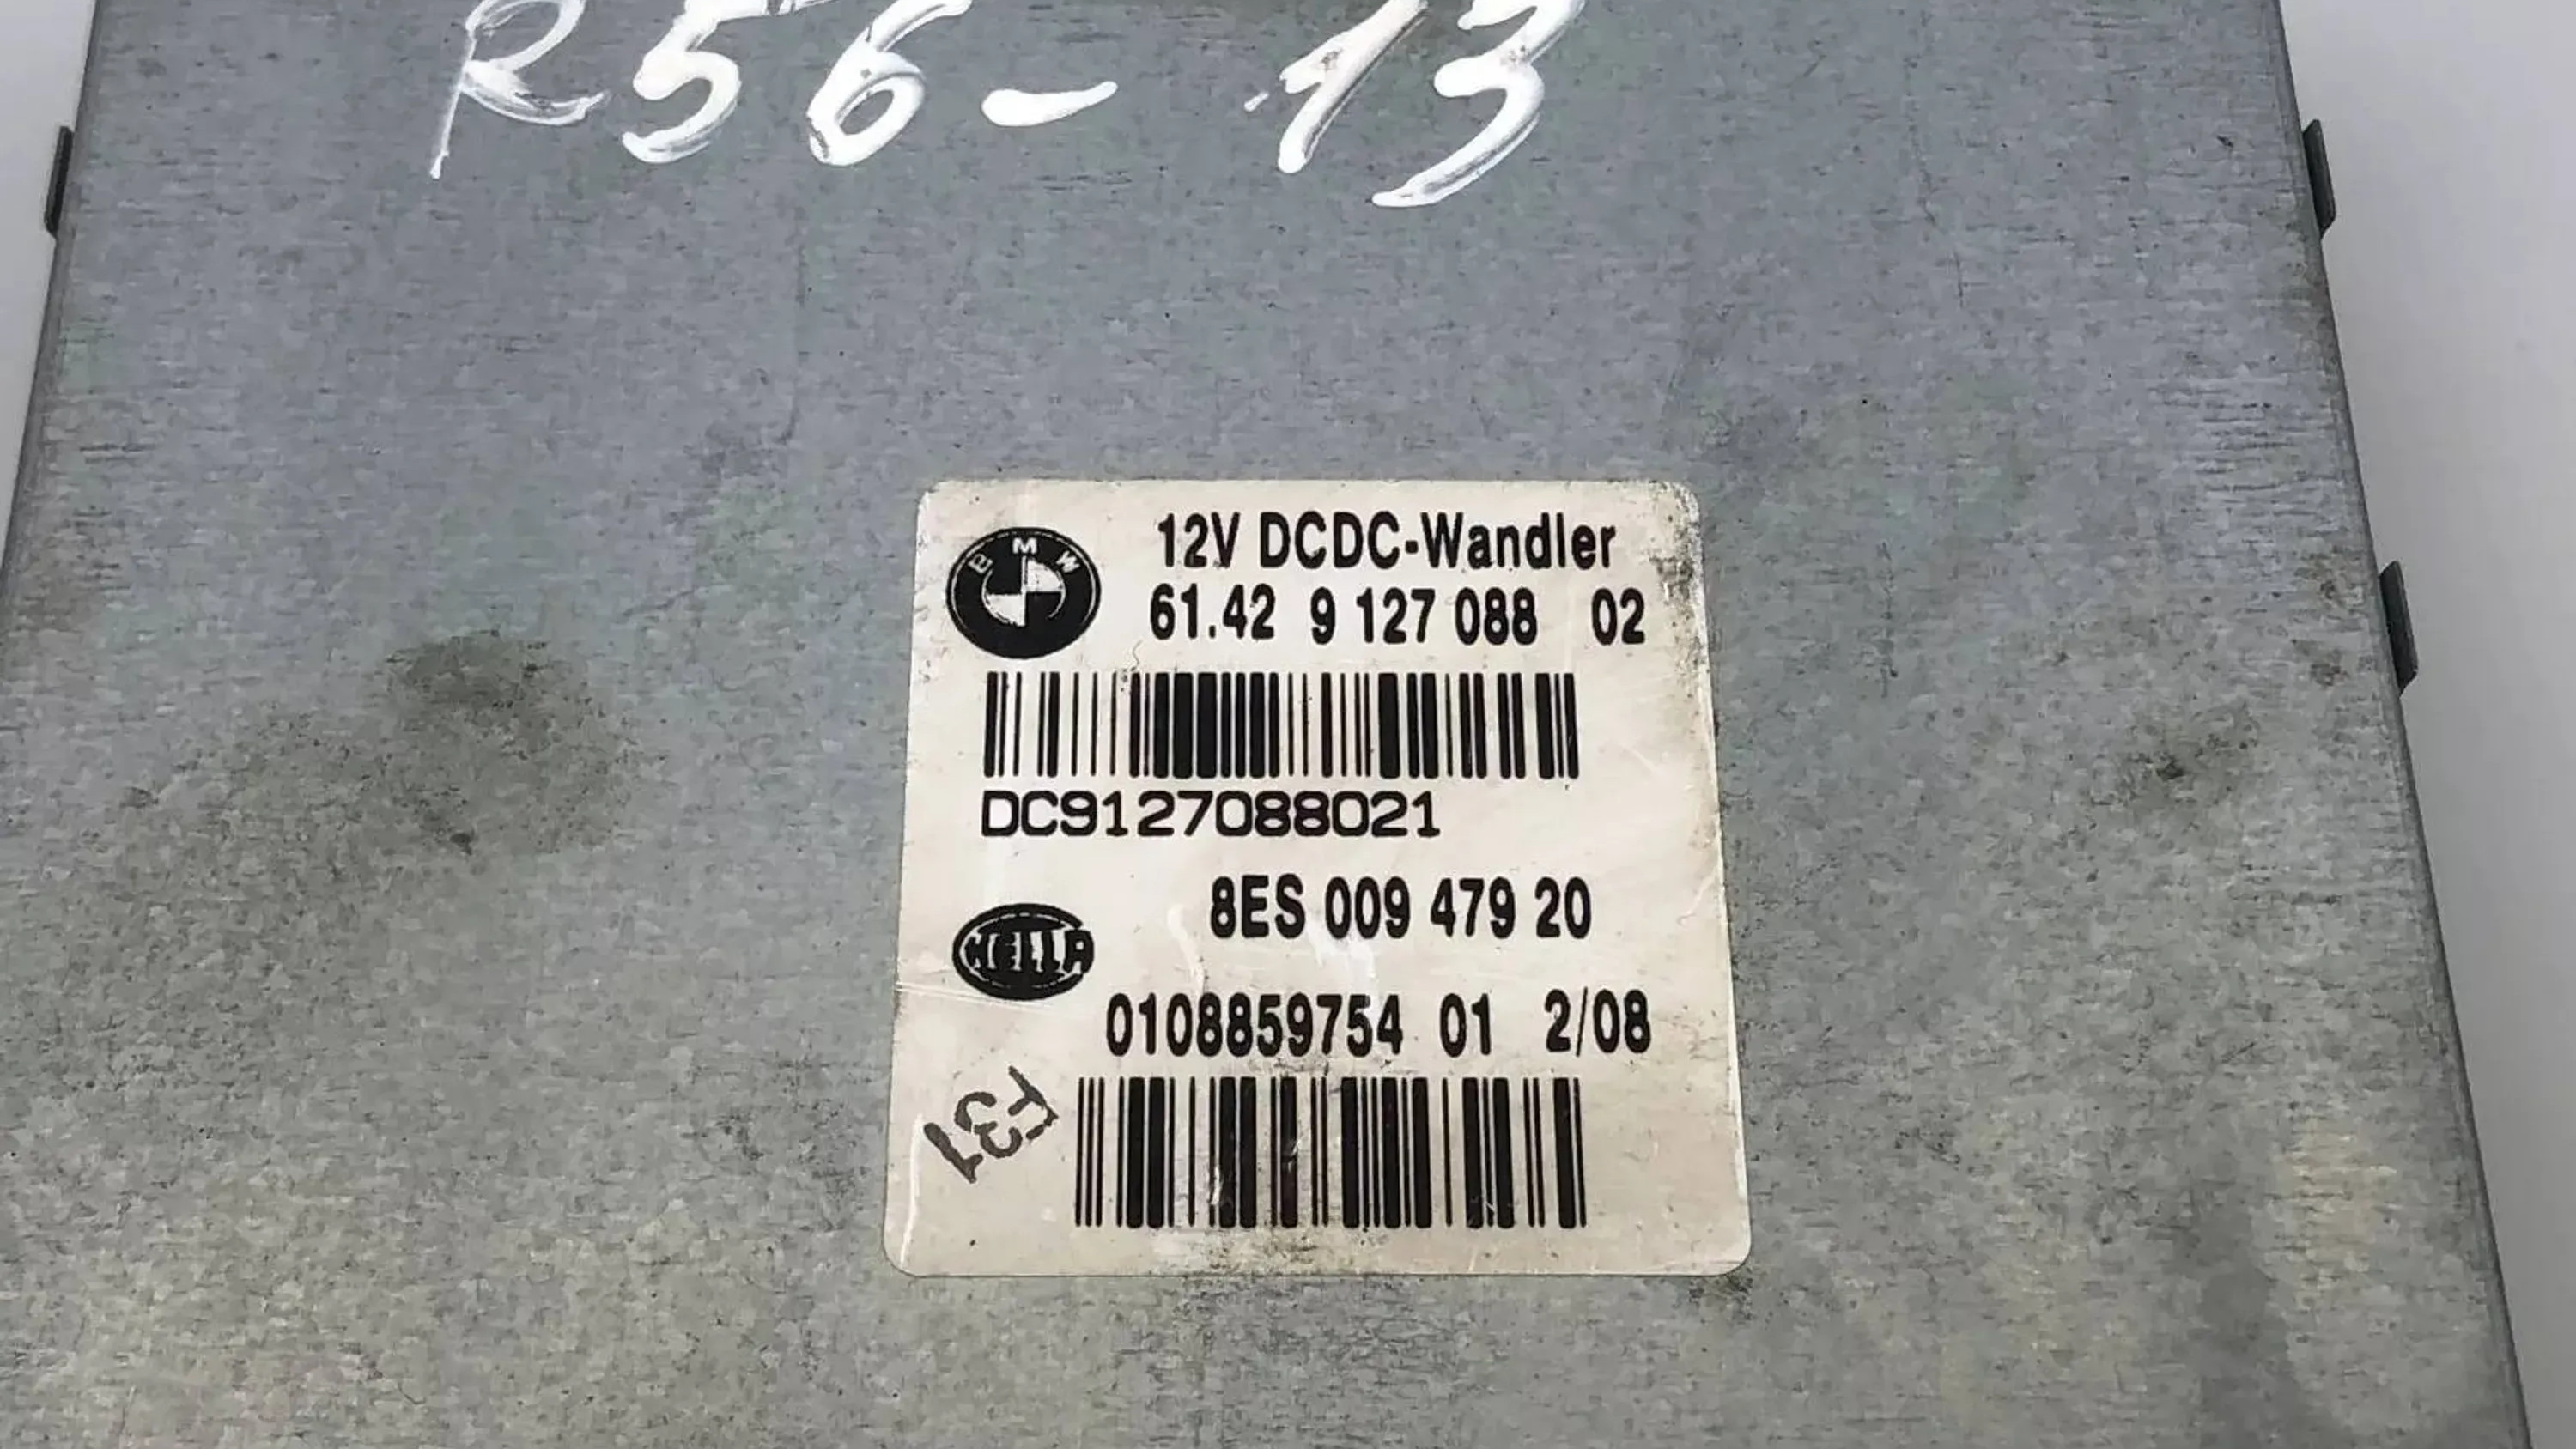 R56-13
BMW
12V DCDC-Wandler
61.42 9 127 088 02
DC9127088021
8ES 009 479 20
HELLA
0108859754 01 2/08
F31